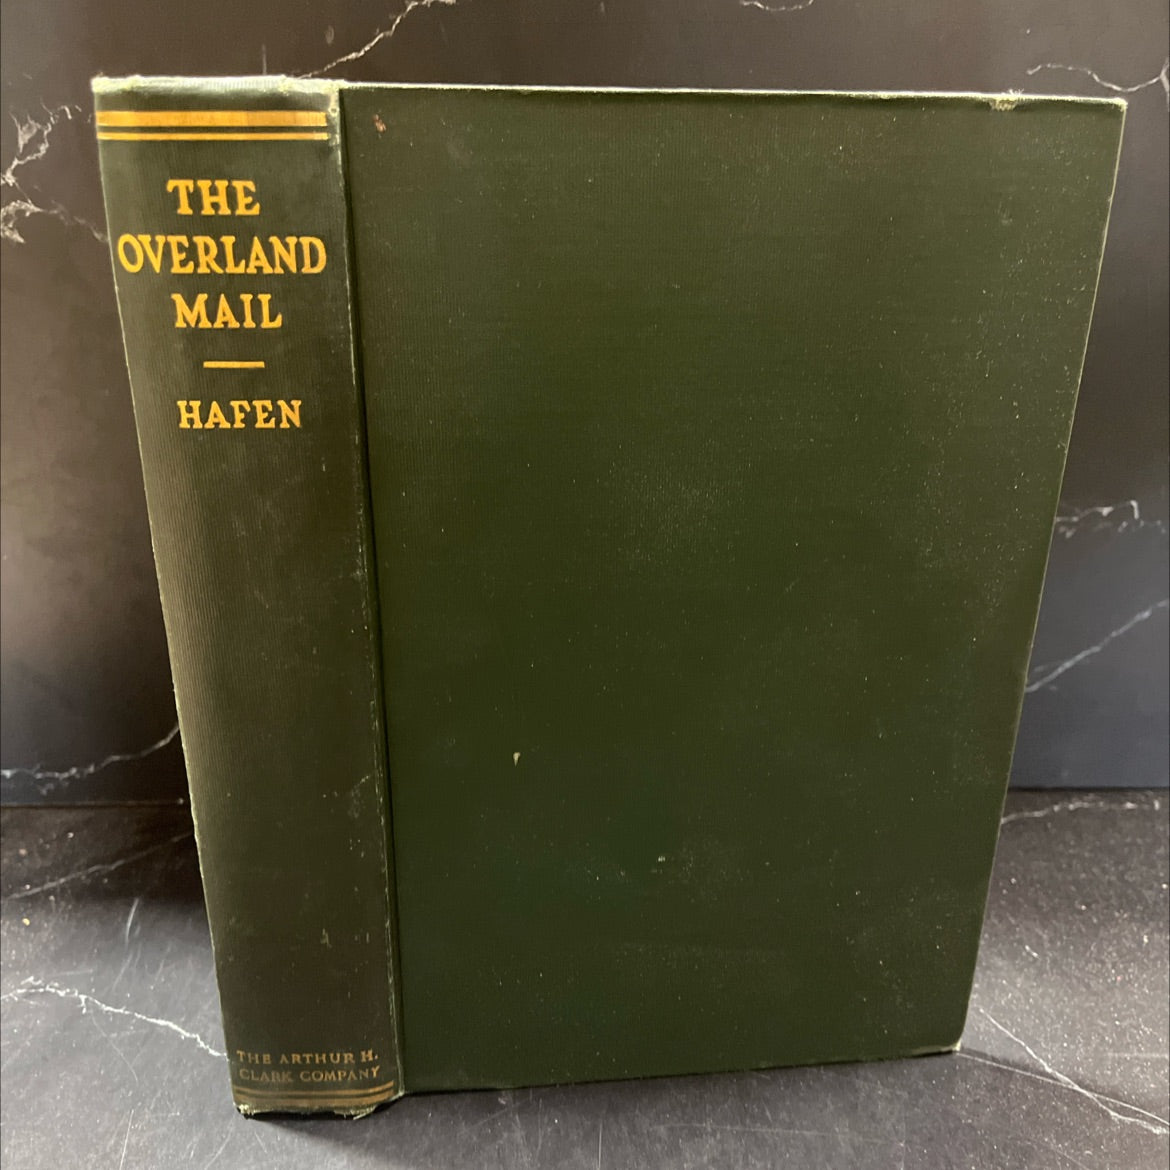 THE
OVERLAND
MAIL
HAFEN
THE ARTHUR H.
CLARK COMPANY